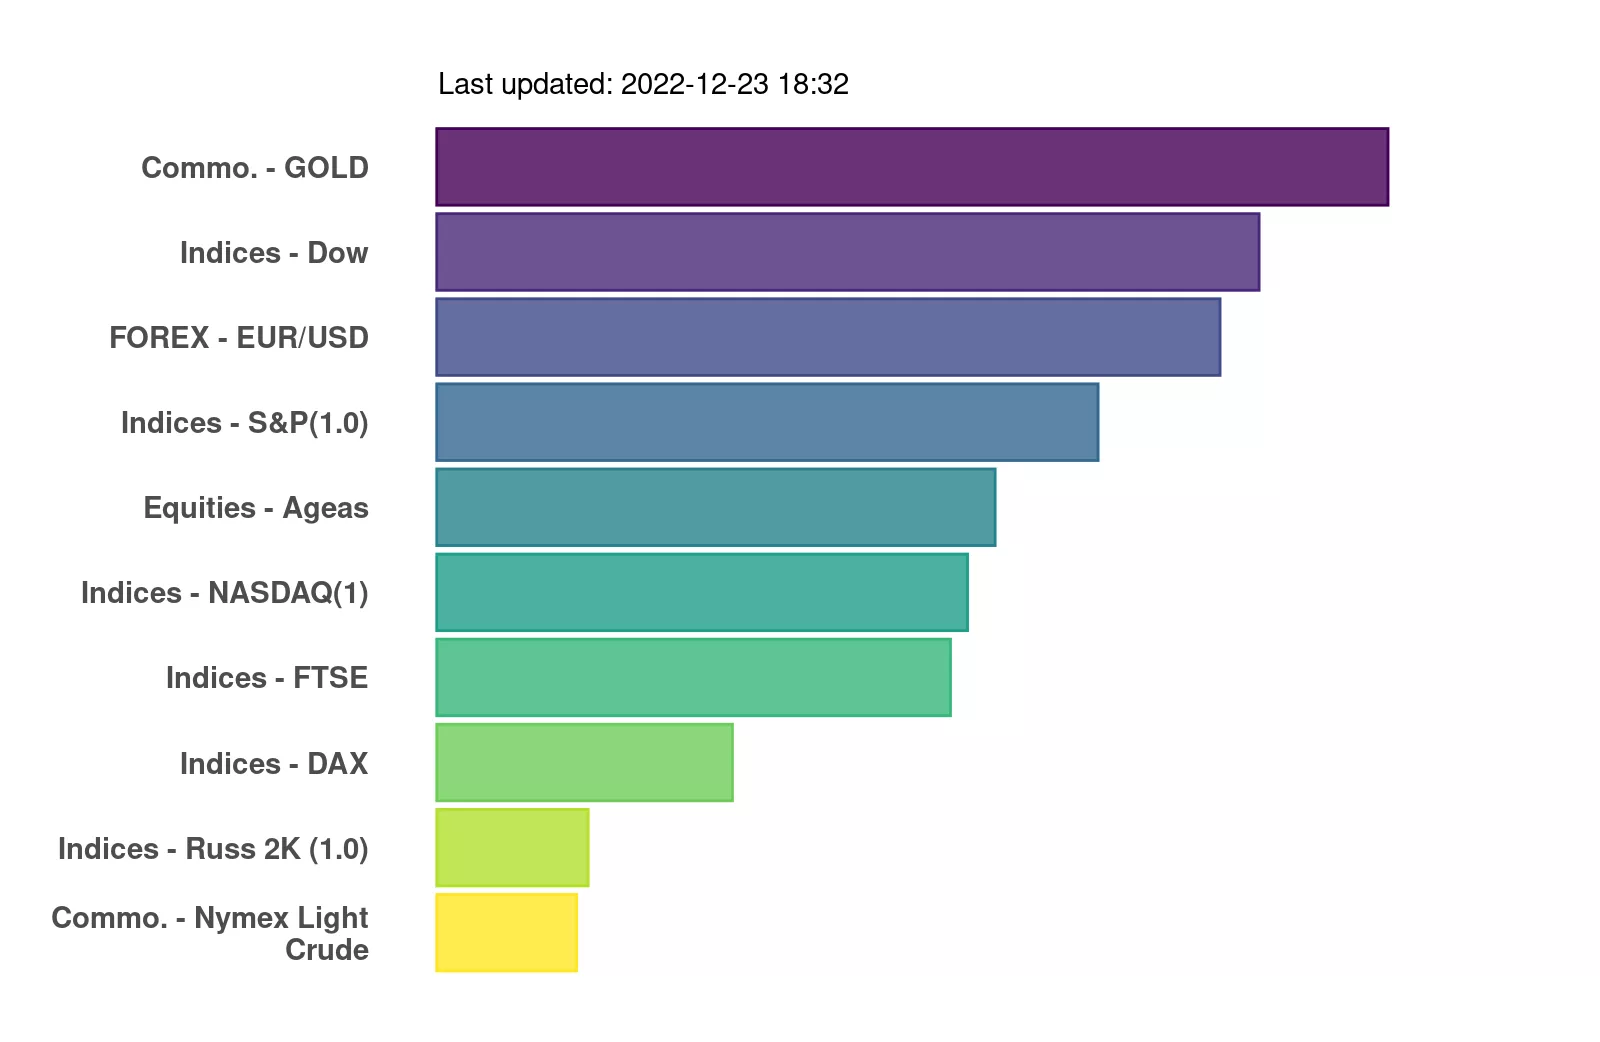 Last updated: 2022-12-23 18:32
Commo. - GOLD
Indices - Dow
FOREX - EUR/USD
Indices - S&P(1.0)
Equities - Ageas
Indices - NASDAQ(1)
Indices - FTSE
Indices - DAX
Indices - Russ 2K (1.0)
Commo. - Nymex Light
Crude